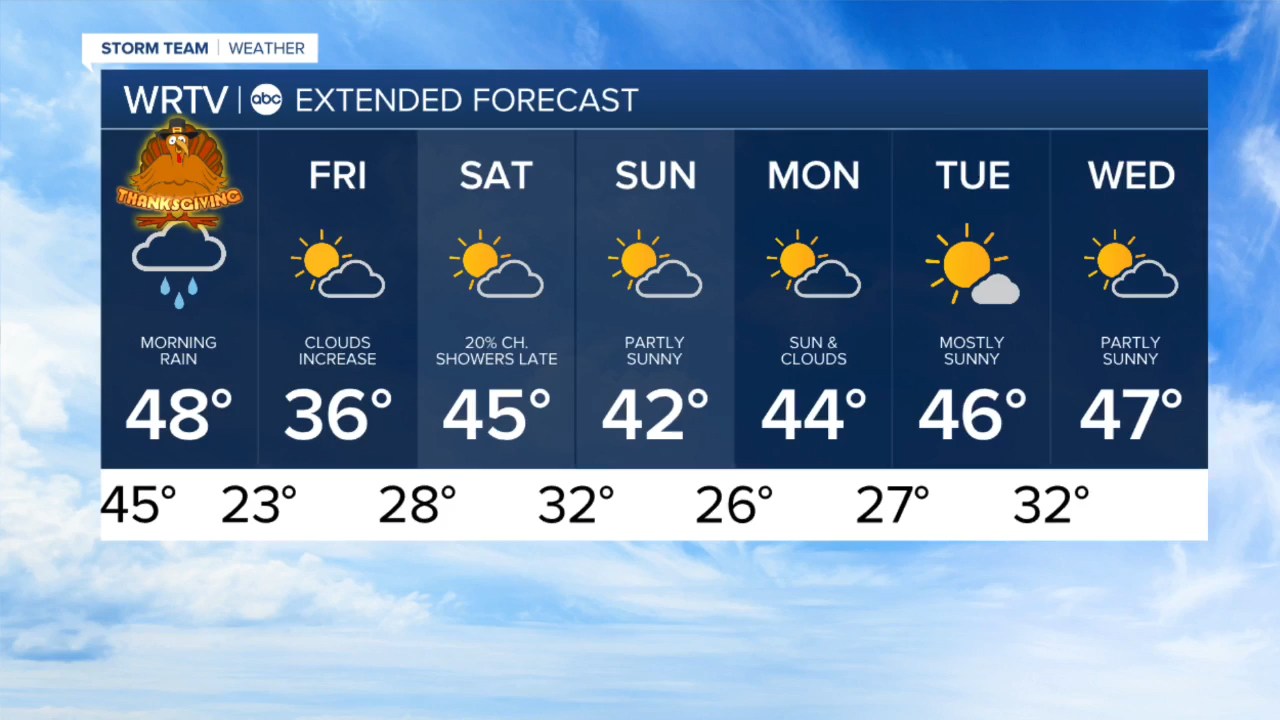 STORM TEAM | WEATHER
WRTV | abc EXTENDED FORECAST
THANKSGIVING FRI SAT SUN MON TUE WED
MORNING RAIN
CLOUDS INCREASE
20% CH. SHOWERS LATE
PARTLY SUNNY
SUN & CLOUDS
MOSTLY SUNNY
PARTLY SUNNY
48° 36° 45° 42° 44° 46° 47°
45° 23° 28° 32° 26° 27° 32°